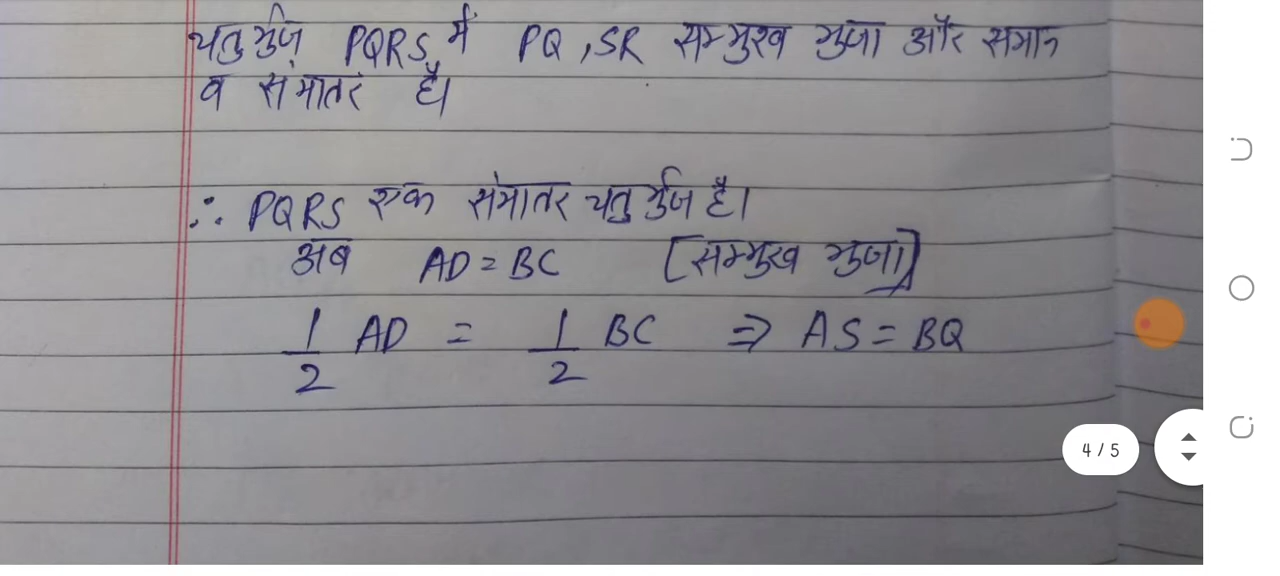 चतुर्भुज PQRS में PQ , SR सम्मुख भुजा और समान
व समांतर है।
∴ PQRS एक समांतर चतुर्भुज है।
अब AD = BC [सम्मुख भुजा]
1/2 AD = 1/2 BC ⇒ AS = BQ
4 / 5